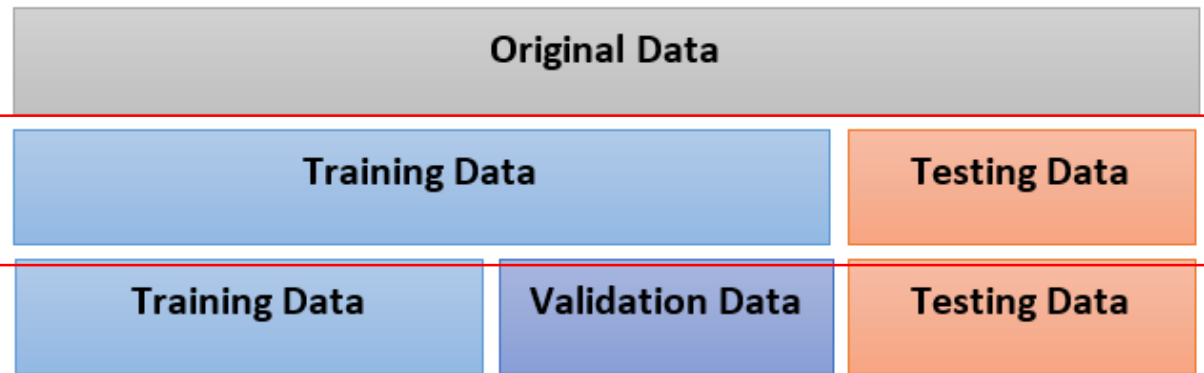 Original Data
Training Data Testing Data
Training Data Validation Data Testing Data